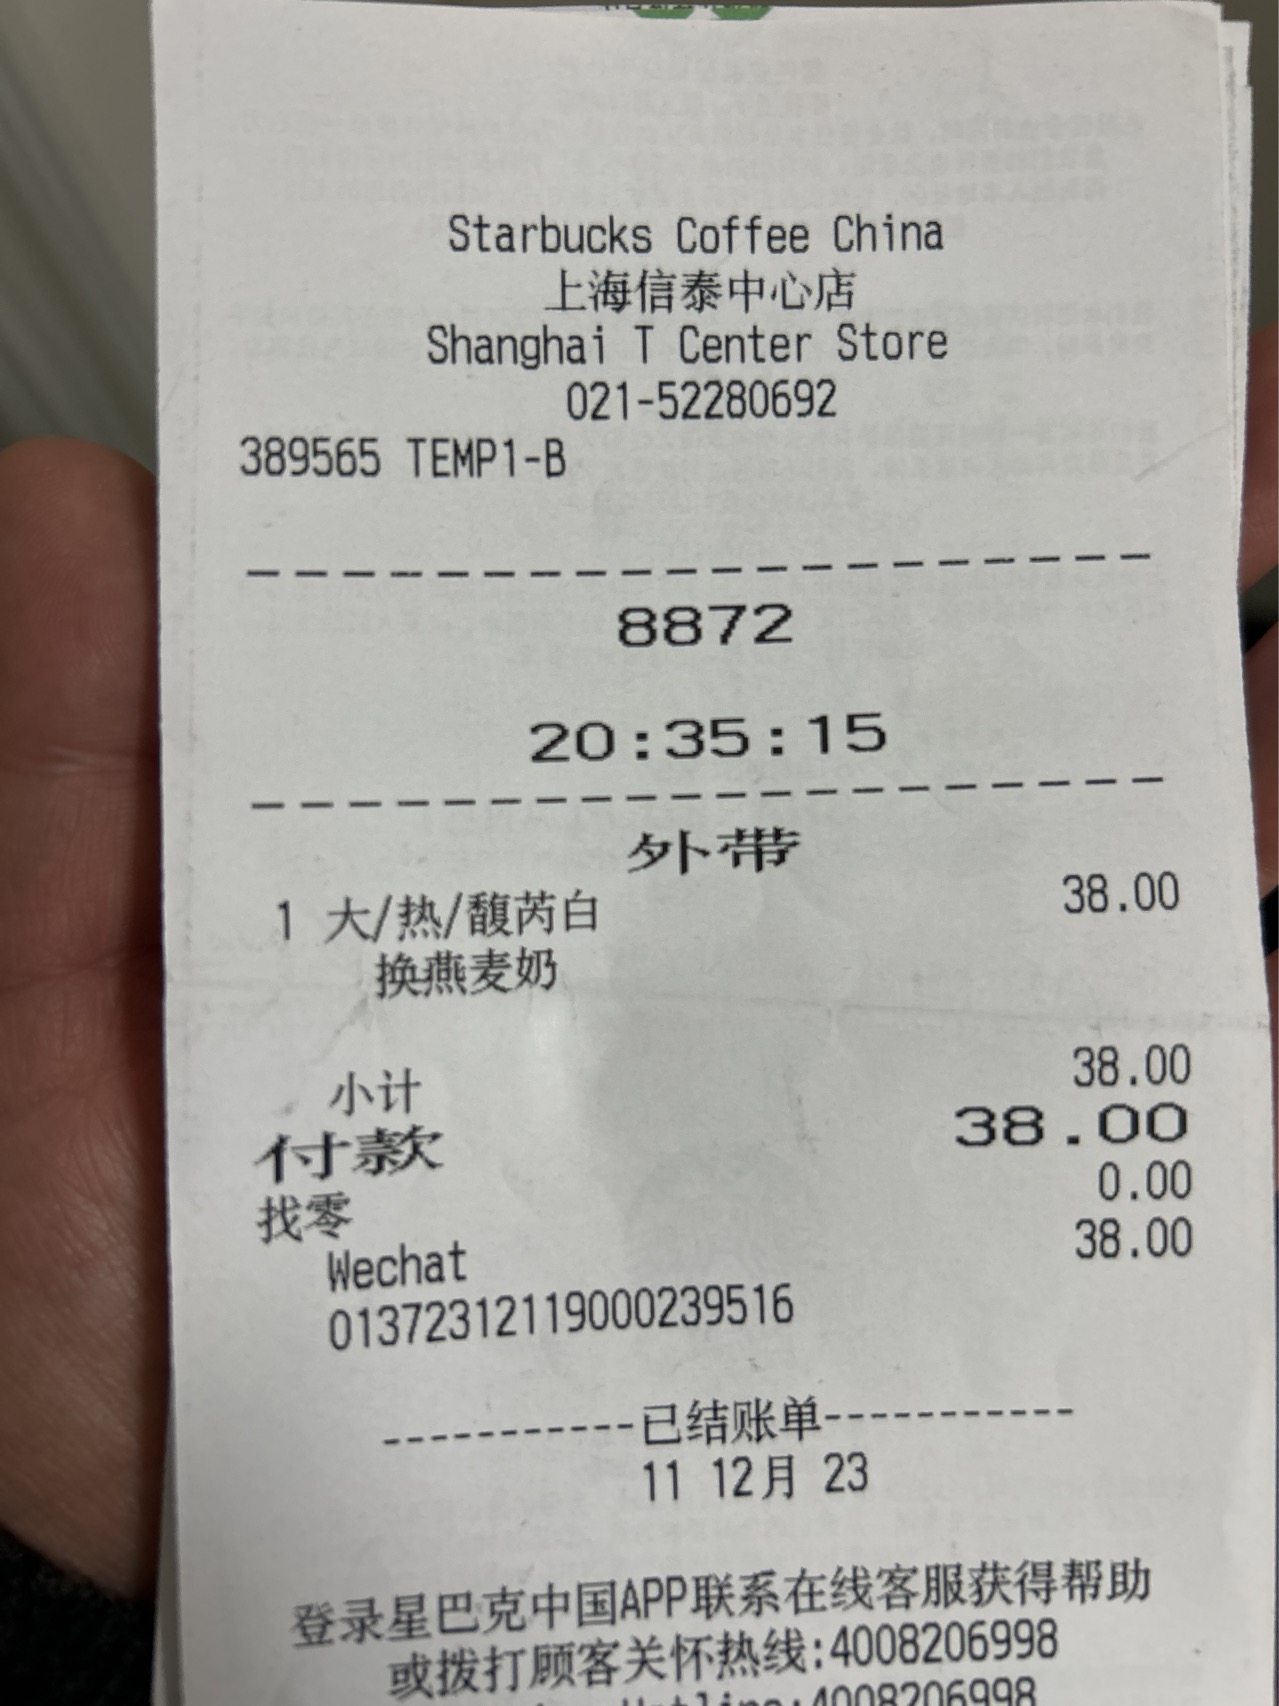 Starbucks Coffee China
上海信泰中心店
Shanghai T Center Store
021-52280692
389565 TEMP1-B
8872
20:35:15
外带
1 大/热/馥芮白 38.00
换燕麦奶
小计 38.00
付款 38.00
找零 0.00
Wechat 38.00
01372312119000239516
-----------已结账单-----------
11 12月 23
登录星巴克中国APP联系在线客服获得帮助
或拨打顾客关怀热线:4008206998
Hotline:4008206998